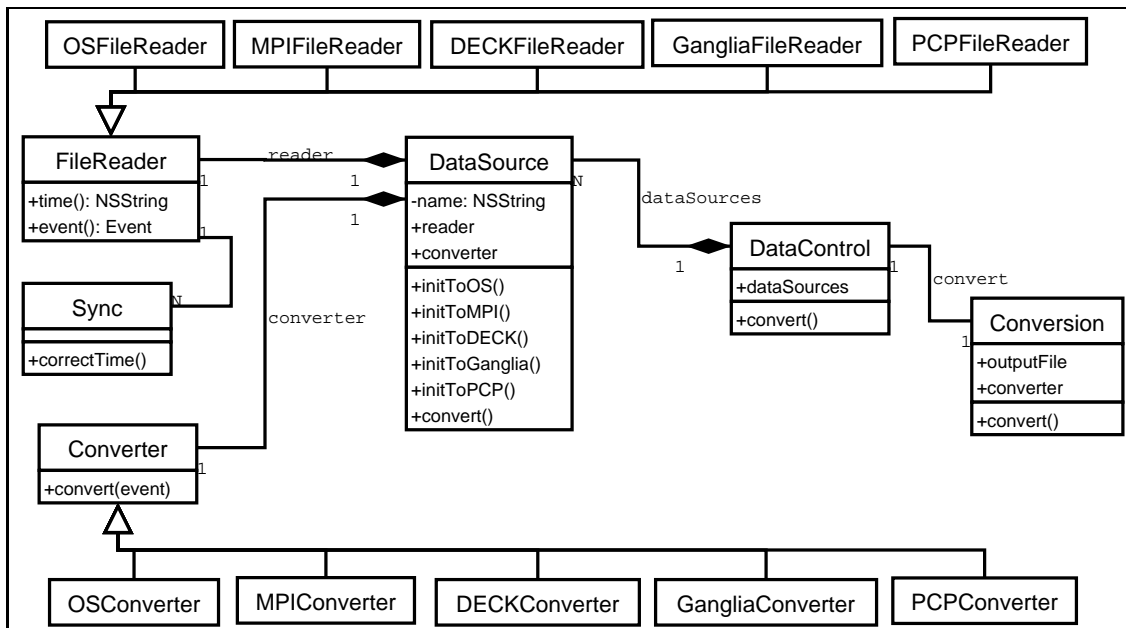 OSFileReader
MPIFileReader
DECKFileReader
GangliaFileReader
PCPFileReader
FileReader
+time(): NSString
+event(): Event
reader
1
1
DataSource
-name: NSString
+reader
+converter
+initToOS()
+initToMPI()
+initToDECK()
+initToGanglia()
+initToPCP()
+convert()
N
dataSources
1
1
N
Sync
+correctTime()
1
converter
1
DataControl
+dataSources
+convert()
1
convert
1
Conversion
+outputFile
+converter
+convert()
Converter
+convert(event)
OSConverter
MPIConverter
DECKConverter
GangliaConverter
PCPConverter